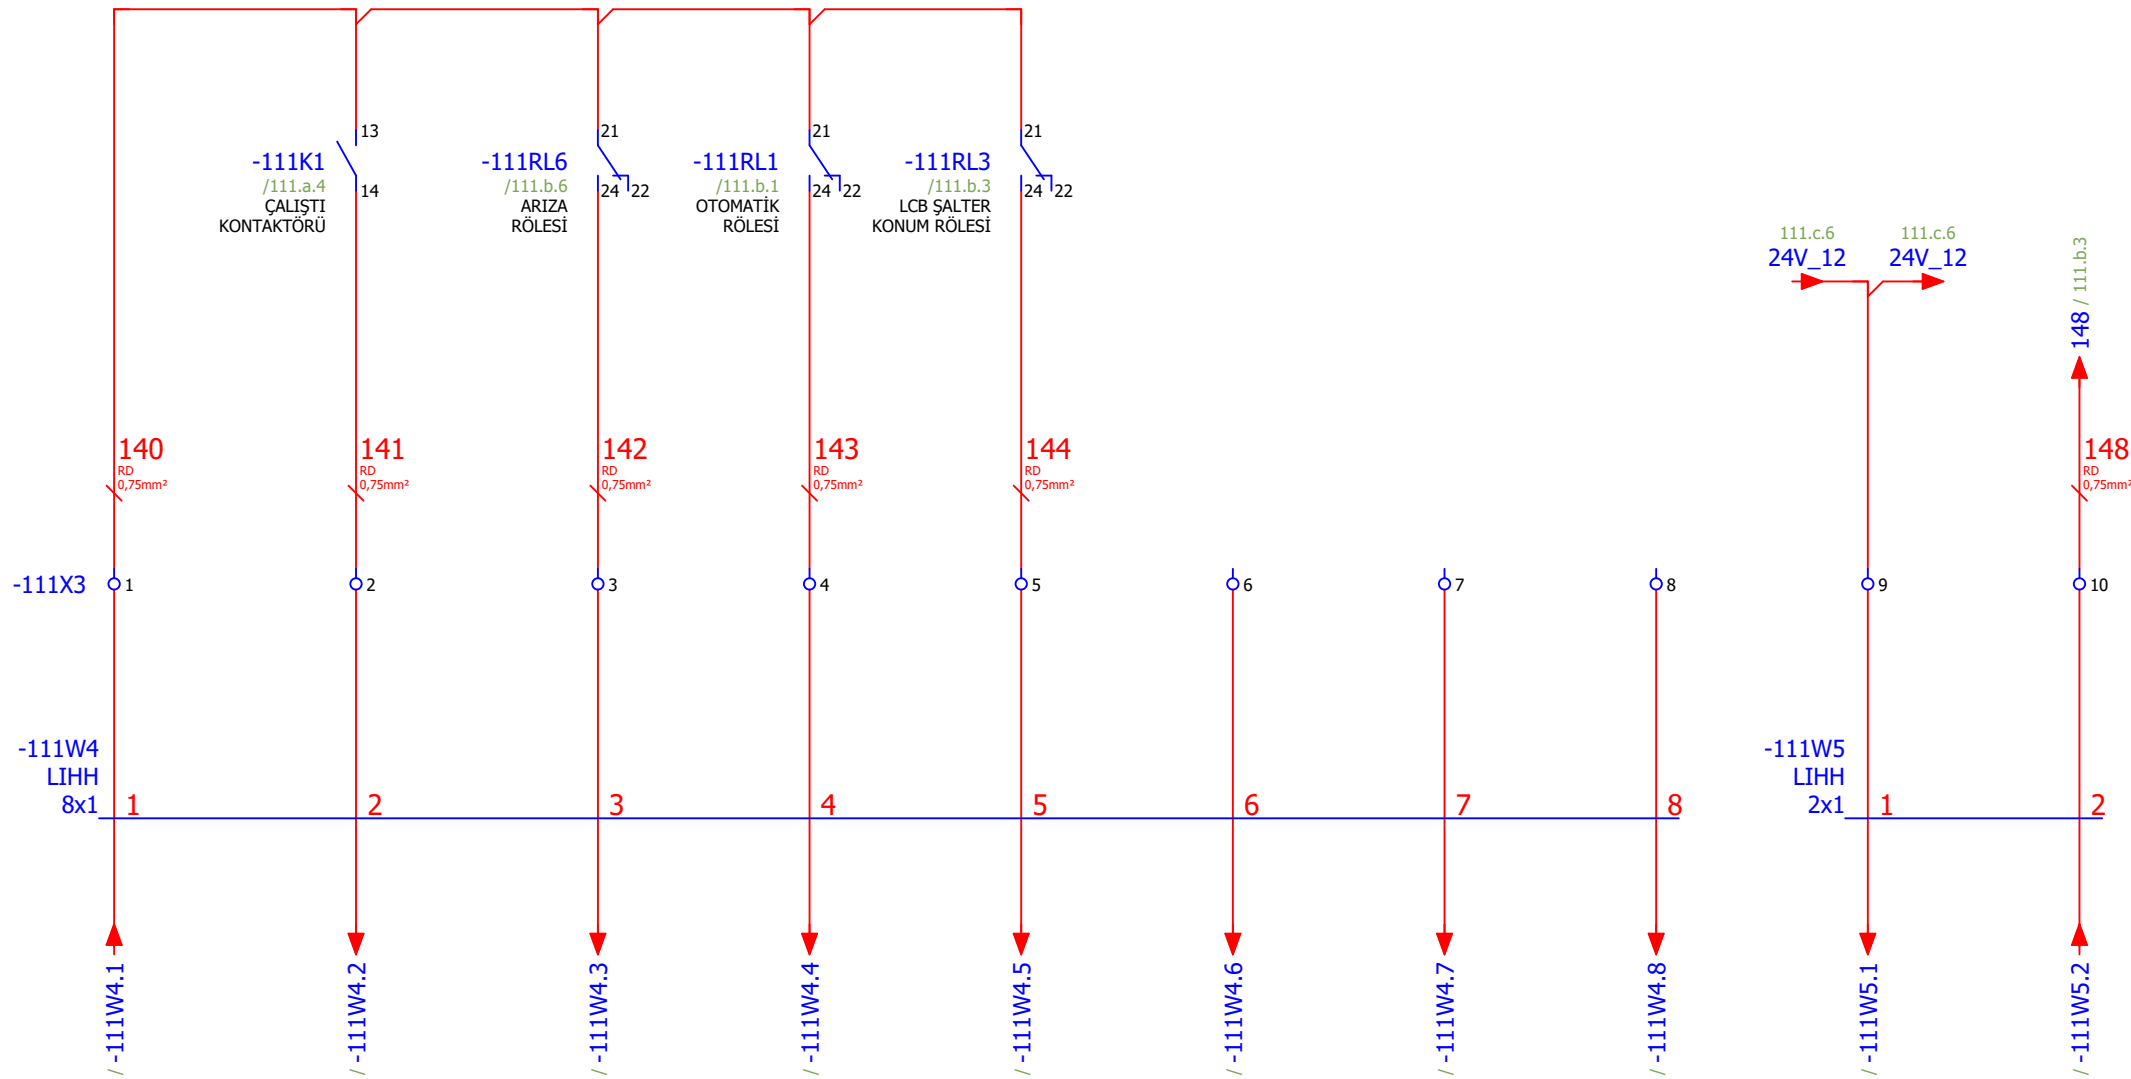 13
21
21
21
-111K1
-111RL6
-111RL1
-111RL3
/111.a.4
/111.b.6
/111.b.1
/111.b.3
14
24 22
24 22
24 22
ÇALIŞTI
KONTAKTÖRÜ
ARIZA
RÖLESİ
OTOMATİK
RÖLESİ
LCB ŞALTER
KONUM RÖLESİ
111.c.6
111.c.6
24V_12
24V_12
148 / 111.b.3
140
RD
0,75mm²
141
RD
0,75mm²
142
RD
0,75mm²
143
RD
0,75mm²
144
RD
0,75mm²
148
RD
0,75mm²
-111X3
1
2
3
4
5
6
7
8
9
10
-111W4
LIHH
8x1
1
2
3
4
5
6
7
8
-111W5
LIHH
2x1
1
2
/ -111W4.1
/ -111W4.2
/ -111W4.3
/ -111W4.4
/ -111W4.5
/ -111W4.6
/ -111W4.7
/ -111W4.8
/ -111W5.1
/ -111W5.2